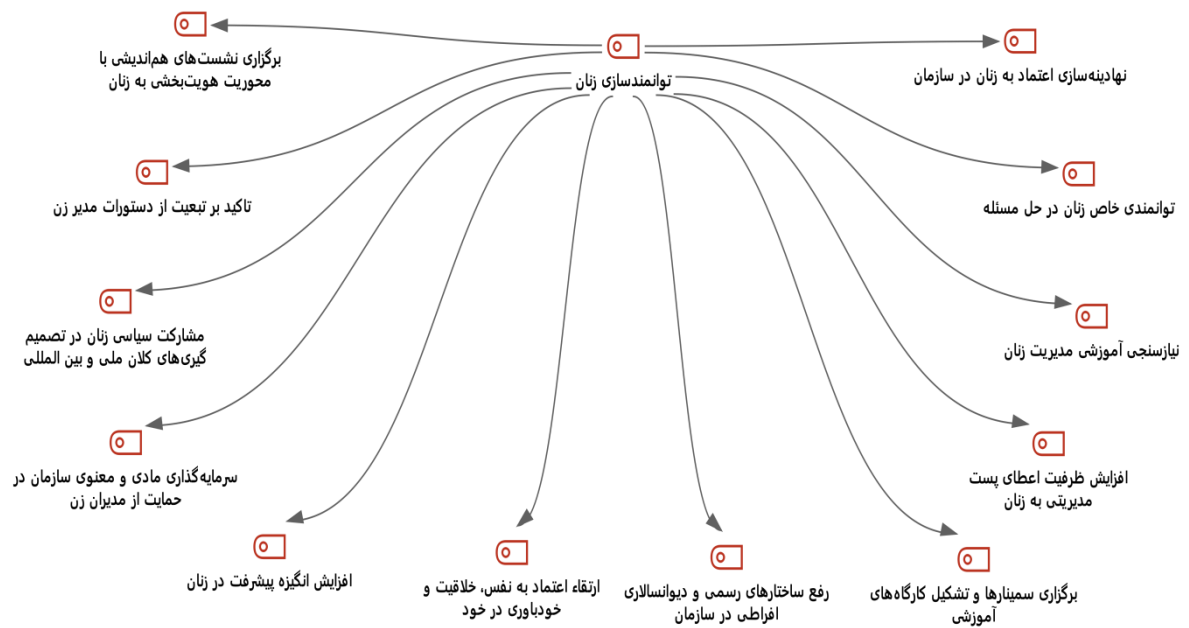 توانمندسازی زنان
نهادینه‌سازی اعتماد به زنان در سازمان
توانمندی خاص زنان در حل مسئله
نیازسنجی آموزشی مدیریت زنان
افزایش ظرفیت اعطای پست
مدیریتی به زنان
برگزاری سمینارها و تشکیل کارگاه‌های
آموزشی
رفع ساختارهای رسمی و دیوانسالاری
افراطی در سازمان
ارتقاء اعتماد به نفس، خلاقیت و
خودباوری در خود
افزایش انگیزه پیشرفت در زنان
سرمایه‌گذاری مادی و معنوی سازمان در
حمایت از مدیران زن
مشارکت سیاسی زنان در تصمیم
گیری‌های کلان ملی و بین المللی
تاکید بر تبعیت از دستورات مدیر زن
برگزاری نشست‌های هم‌اندیشی با
محوریت هویت‌بخشی به زنان